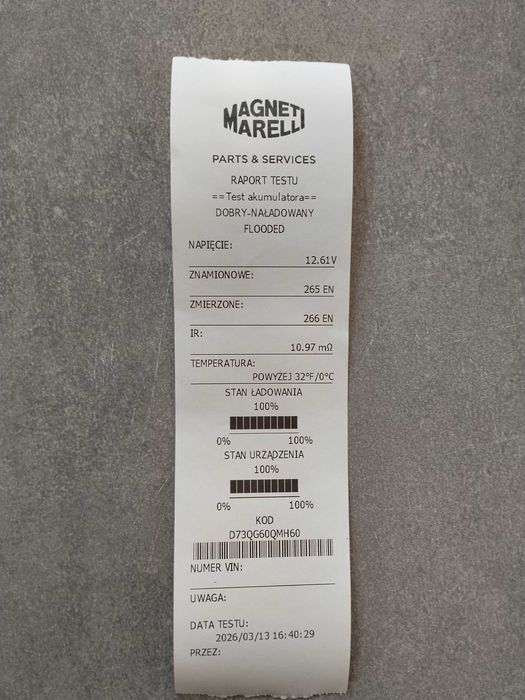 MAGNETI
MARELLI
PARTS & SERVICES
RAPORT TESTU
==Test akumulatora==
DOBRY-NAŁADOWANY
FLOODED
NAPIĘCIE:
12.61V
ZNAMIONOWE:
265 EN
ZMIERZONE:
266 EN
IR:
10.97 mΩ
TEMPERATURA:
POWYŻEJ 32°F/0°C
STAN ŁADOWANIA
100%
0% 100%
STAN URZĄDZENIA
100%
0% 100%
KOD
D73QG60QMH60
NUMER VIN:
UWAGA:
DATA TESTU:
2026/03/13 16:40:29
PRZEZ: